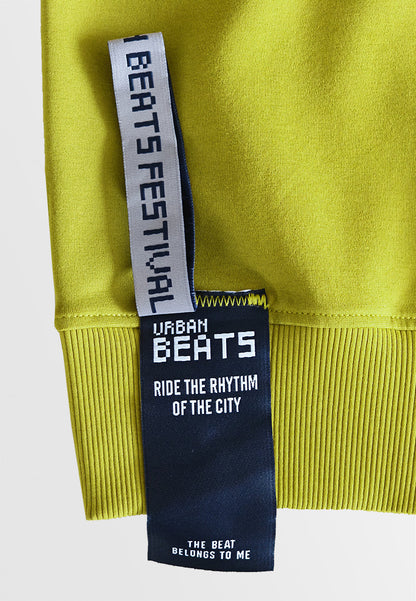 BEATS FESTIVAL
URBAN
BEATS
RIDE THE RHYTHM
OF THE CITY
THE BEAT
BELONGS TO ME